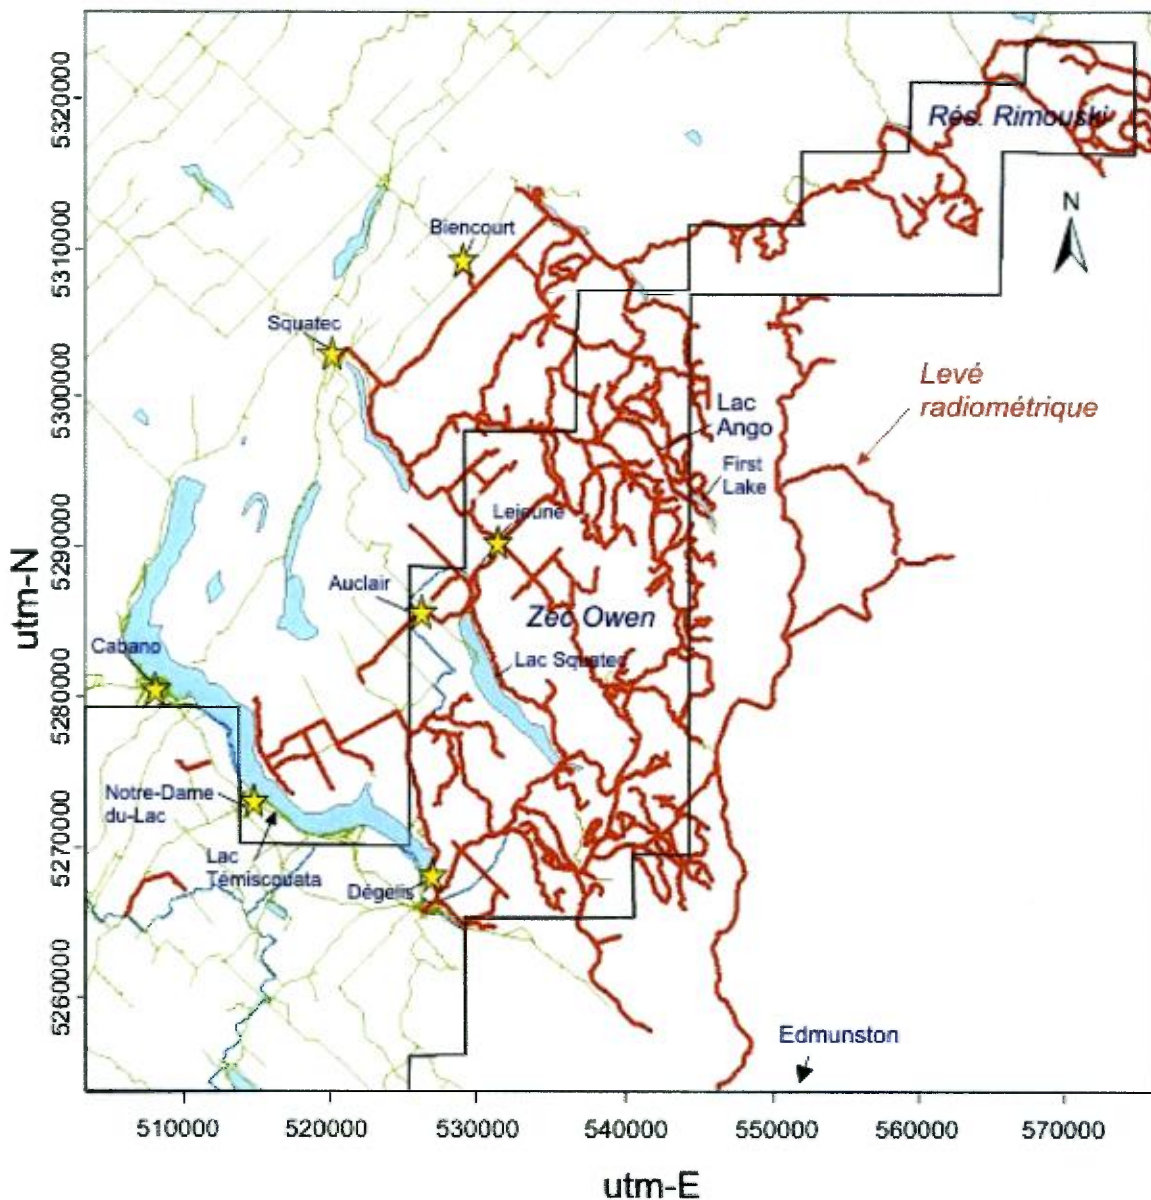 Rés. Rimouski
N
Biencourt
Squatec
Levé
radiométrique
Lac
Ango
First
Lake
Lejeune
Auclair
Zec Owen
Cabano
Lac Squatec
Notre-Dame
du-Lac
Lac
Témiscouata
Dégelis
Edmunston
utm-N
5320000
5310000
5300000
5290000
5280000
5270000
5260000
510000
520000
530000
540000
550000
560000
570000
utm-E